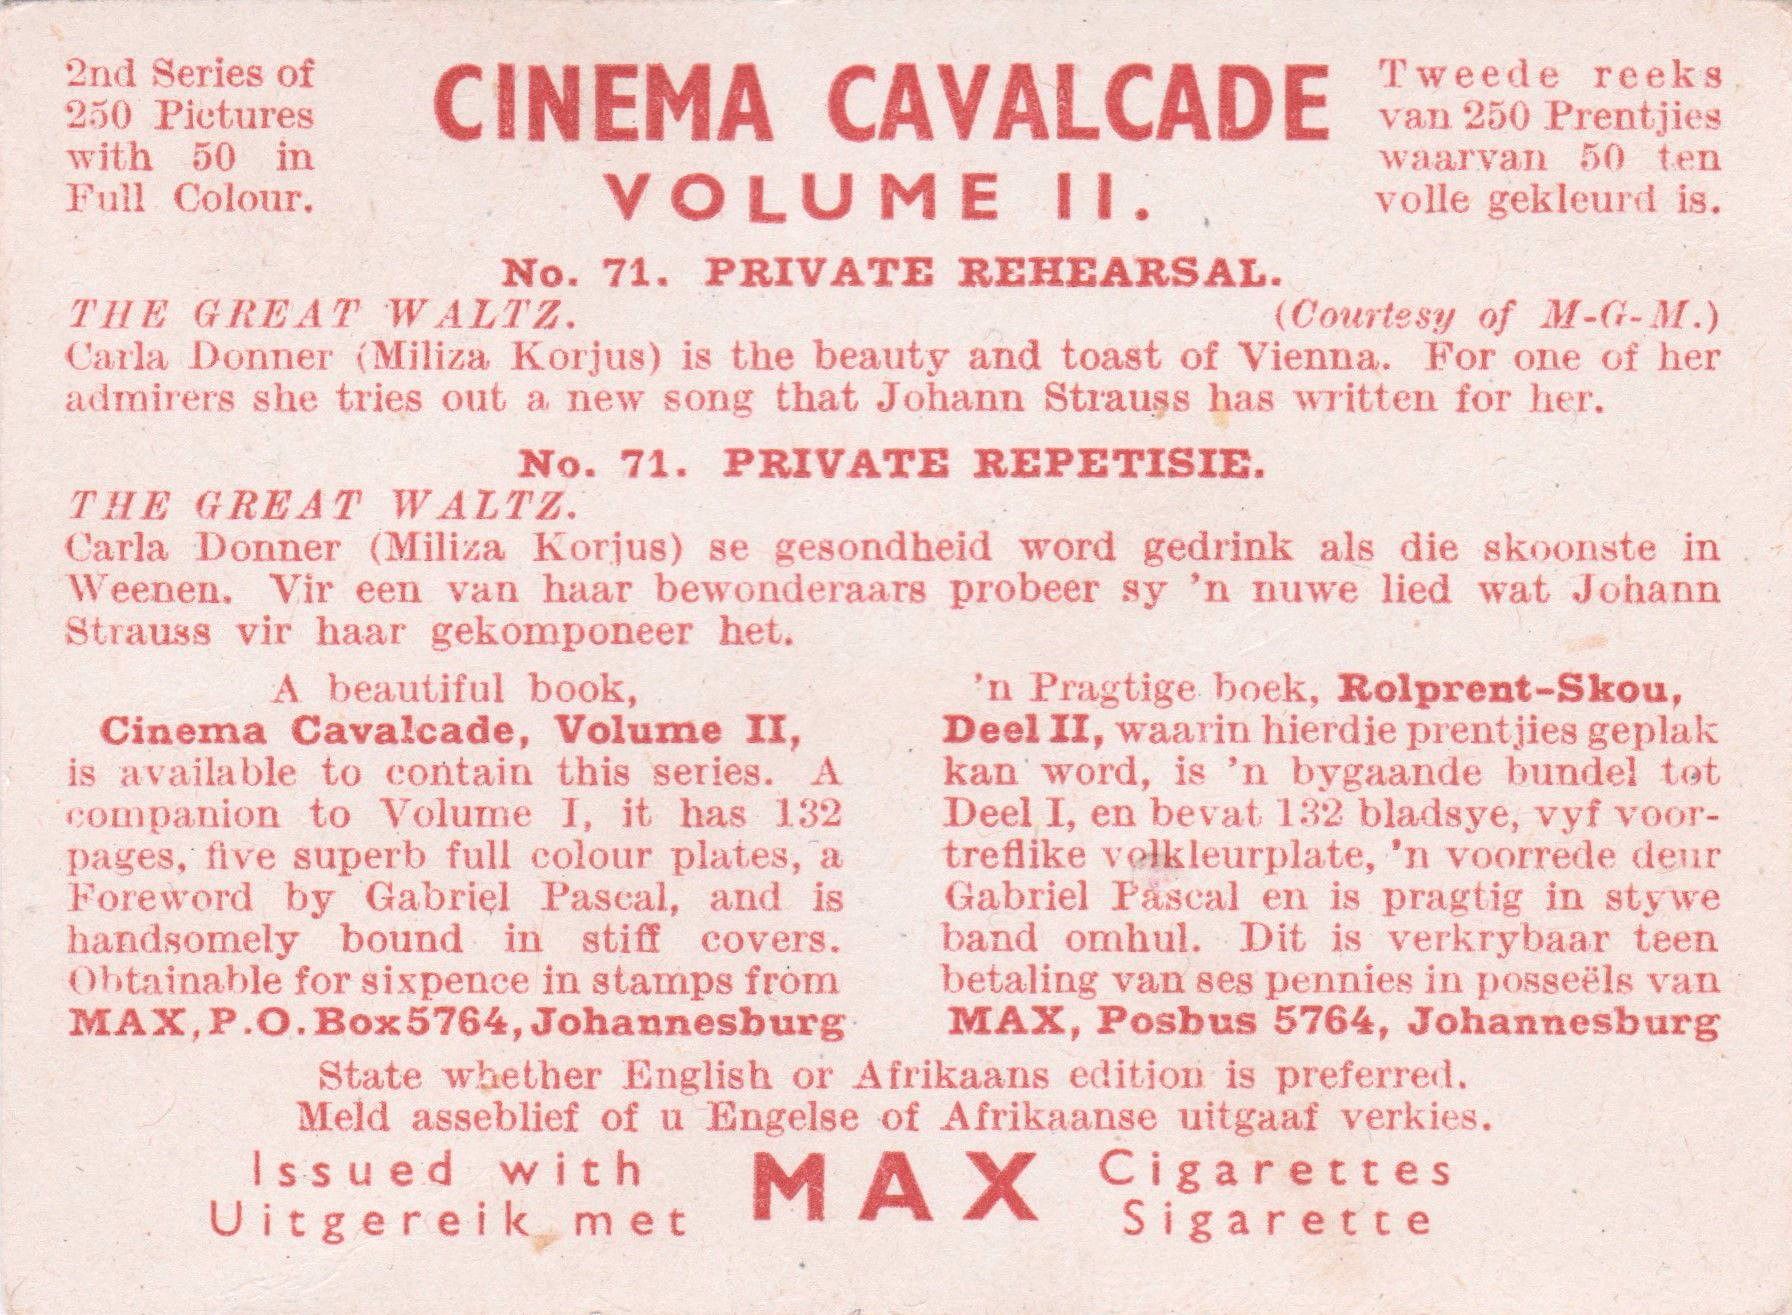 2nd Series of
250 Pictures
with 50 in
Full Colour.
CINEMA CAVALCADE
VOLUME II.
Tweede reeks
van 250 Prentjies
waarvan 50 ten
volle gekleurd is.
No. 71. PRIVATE REHEARSAL.
THE GREAT WALTZ. (Courtesy of M-G-M.)
Carla Donner (Miliza Korjus) is the beauty and toast of Vienna. For one of her
admirers she tries out a new song that Johann Strauss has written for her.
No. 71. PRIVATE REPETISIE.
THE GREAT WALTZ.
Carla Donner (Miliza Korjus) se gesondheid word gedrink als die skoonste in
Weenen. Vir een van haar bewonderaars probeer sy 'n nuwe lied wat Johann
Strauss vir haar gekomponeer het.
A beautiful book,
Cinema Cavalcade, Volume II,
is available to contain this series. A
companion to Volume I, it has 132
pages, five superb full colour plates, a
Foreword by Gabriel Pascal, and is
handsomely bound in stiff covers.
Obtainable for sixpence in stamps from
MAX, P.O. Box 5764, Johannesburg
'n Pragtige boek, Rolprent-Skou,
Deel II, waarin hierdie prentjies geplak
kan word, is 'n bygaande bundel tot
Deel I, en bevat 132 bladsye, vyf voor-
treflike volkleurplate, 'n voorrede deur
Gabriel Pascal en is pragtig in stywe
band omhul. Dit is verkrybaar teen
betaling van ses pennies in posseëls van
MAX, Posbus 5764, Johannesburg
State whether English or Afrikaans edition is preferred.
Meld asseblief of u Engelse of Afrikaanse uitgaaf verkies.
Issued with
Uitgereik met
MAX
Cigarettes
Sigarette